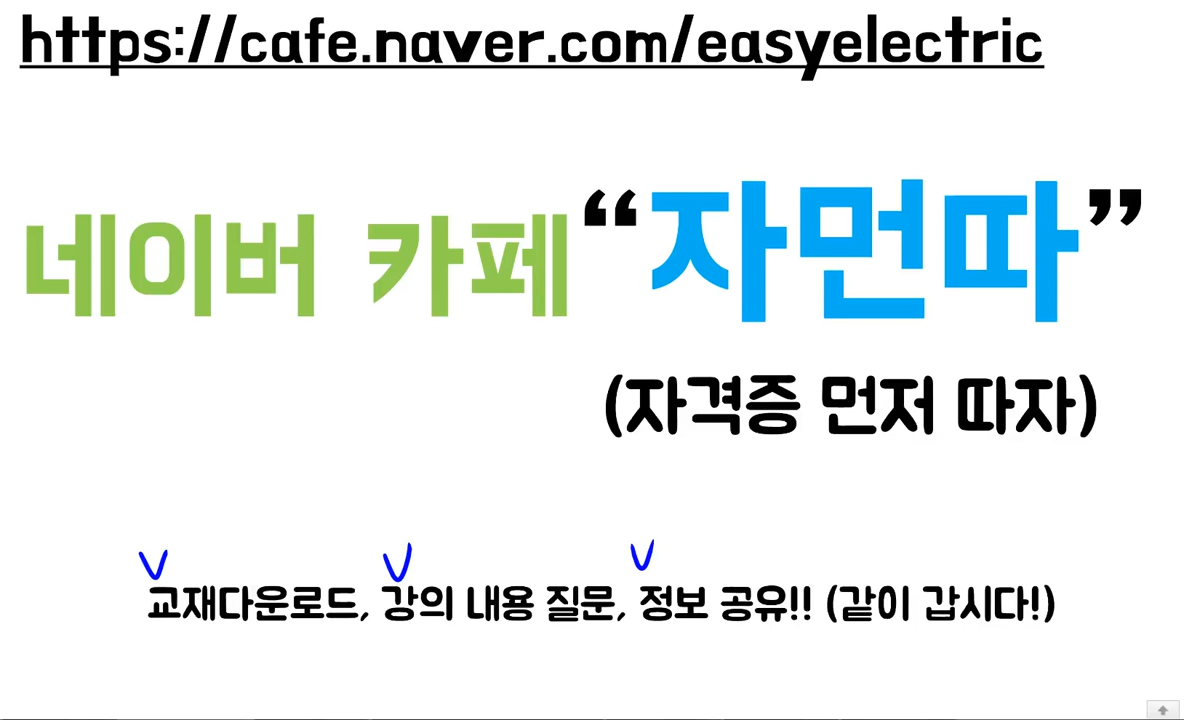 https://cafe.naver.com/easyelectric
네이버 카페 “자먼따”
(자격증 먼저 따자)
교재다운로드, 강의 내용 질문, 정보 공유!! (같이 갑시다!)